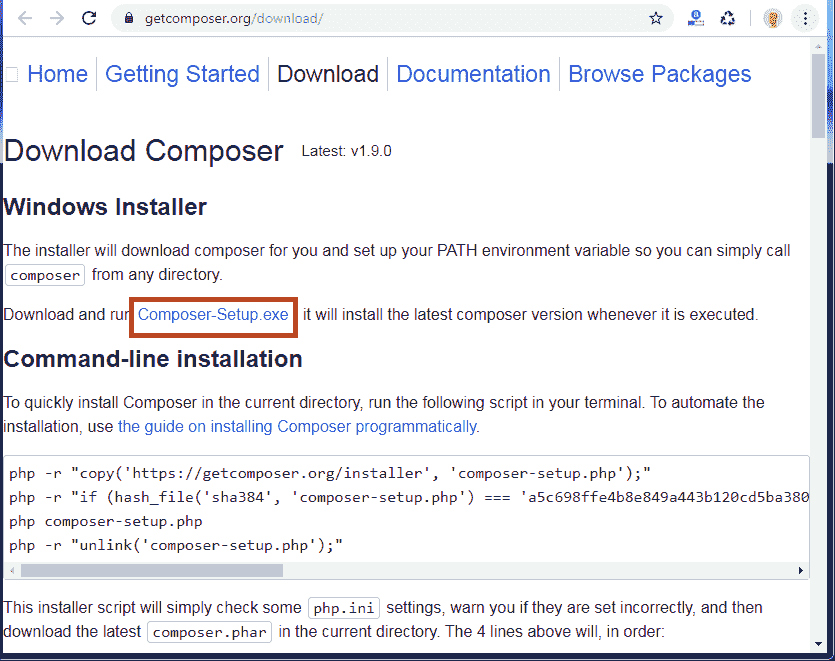 getcomposer.org/download/
Home Getting Started Download Documentation Browse Packages
Download Composer Latest: v1.9.0
Windows Installer
The installer will download composer for you and set up your PATH environment variable so you can simply call
composer from any directory.
Download and run Composer-Setup.exe it will install the latest composer version whenever it is executed.
Command-line installation
To quickly install Composer in the current directory, run the following script in your terminal. To automate the
installation, use the guide on installing Composer programmatically.
php -r "copy('https://getcomposer.org/installer', 'composer-setup.php');"
php -r "if (hash_file('sha384', 'composer-setup.php') === 'a5c698ffe4b8e849a443b120cd5ba380
php composer-setup.php
php -r "unlink('composer-setup.php');"
This installer script will simply check some php.ini settings, warn you if they are set incorrectly, and then
download the latest composer.phar in the current directory. The 4 lines above will, in order: